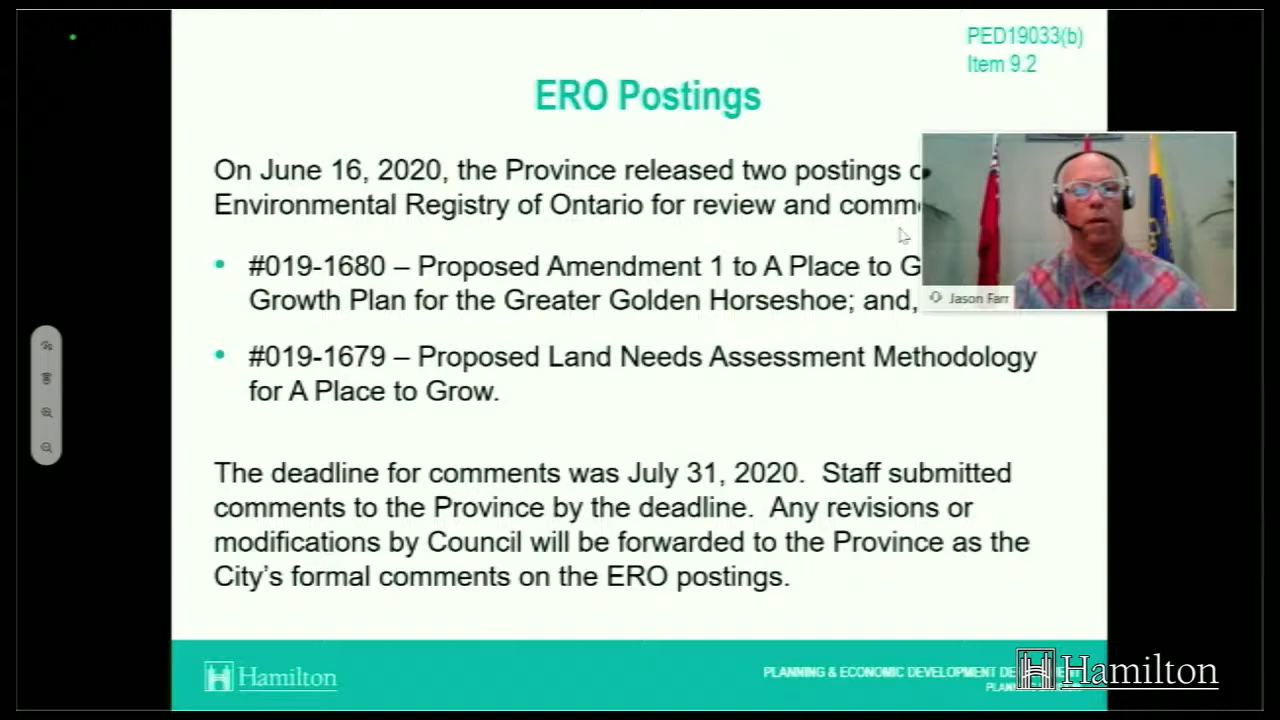 PED19033(b)
Item 9.2
ERO Postings
On June 16, 2020, the Province released two postings
Environmental Registry of Ontario for review and
#019-1680 – Proposed Amendment 1 to A Place to
Growth Plan for the Greater Golden Horseshoe; and,
Jason Farr
#019-1679 – Proposed Land Needs Assessment Methodology
for A Place to Grow.
The deadline for comments was July 31, 2020. Staff submitted
comments to the Province by the deadline. Any revisions or
modifications by Council will be forwarded to the Province as the
City's formal comments on the ERO postings.
Hamilton
PLANNING & ECONOMIC DEVELOPMENT
Hamilton